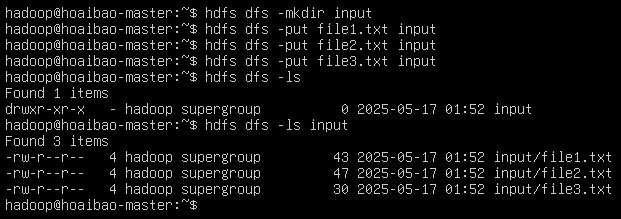 hadoop@hoaibao-master:~$ hdfs dfs -mkdir input
hadoop@hoaibao-master:~$ hdfs dfs -put file1.txt input
hadoop@hoaibao-master:~$ hdfs dfs -put file2.txt input
hadoop@hoaibao-master:~$ hdfs dfs -put file3.txt input
hadoop@hoaibao-master:~$ hdfs dfs -ls
Found 1 items
drwxr-xr-x   - hadoop supergroup          0 2025-05-17 01:52 input
hadoop@hoaibao-master:~$ hdfs dfs -ls input
Found 3 items
-rw-r--r--   4 hadoop supergroup         43 2025-05-17 01:52 input/file1.txt
-rw-r--r--   4 hadoop supergroup         47 2025-05-17 01:52 input/file2.txt
-rw-r--r--   4 hadoop supergroup         30 2025-05-17 01:52 input/file3.txt
hadoop@hoaibao-master:~$